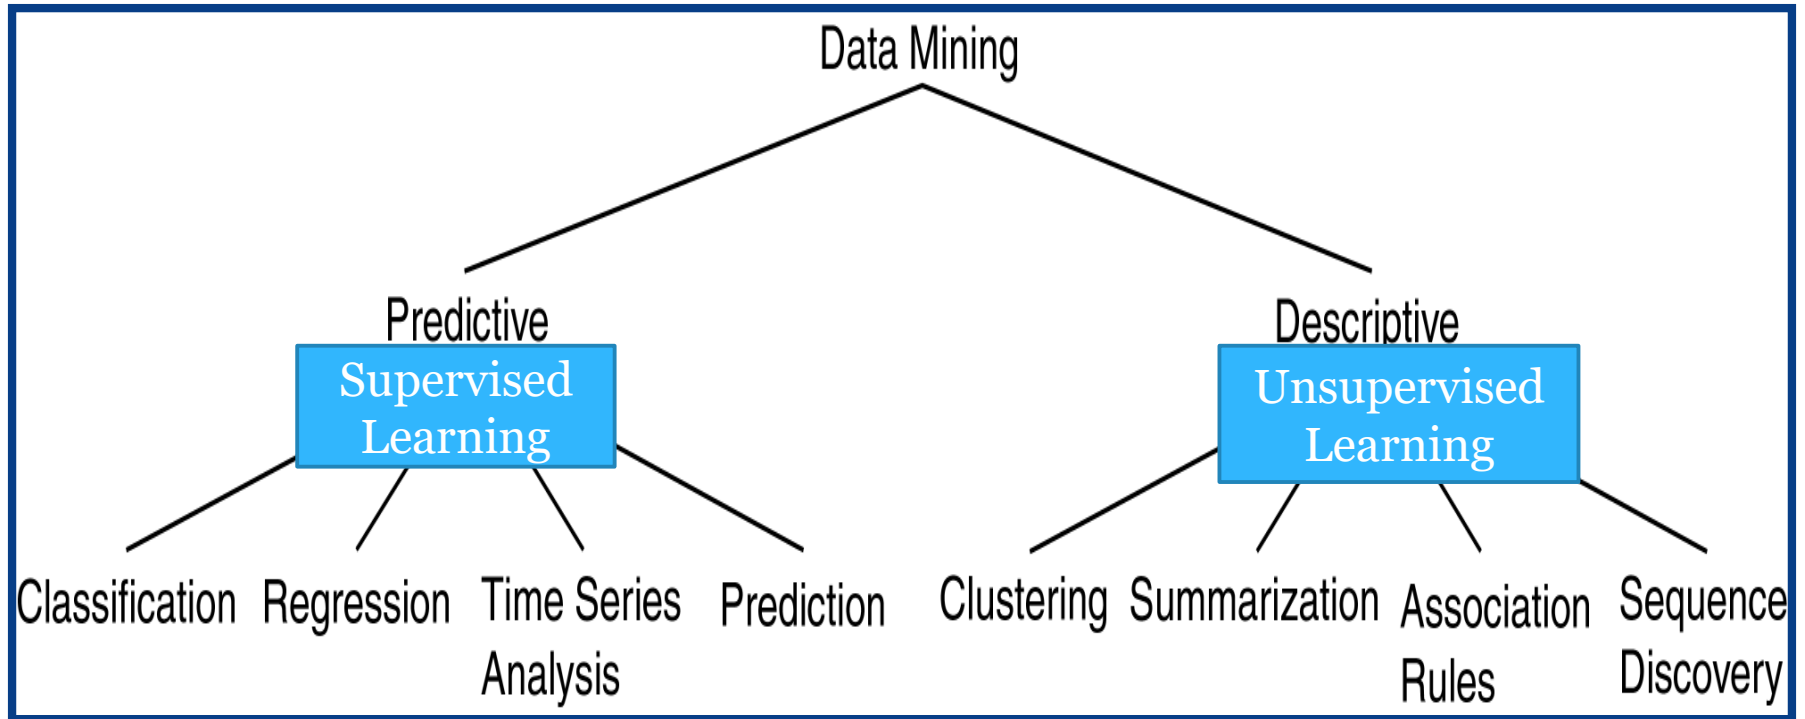 Data Mining
Predictive
Descriptive
Supervised
Learning
Unsupervised
Learning
Classification
Regression
Time Series
Analysis
Prediction
Clustering
Summarization
Association
Rules
Sequence
Discovery